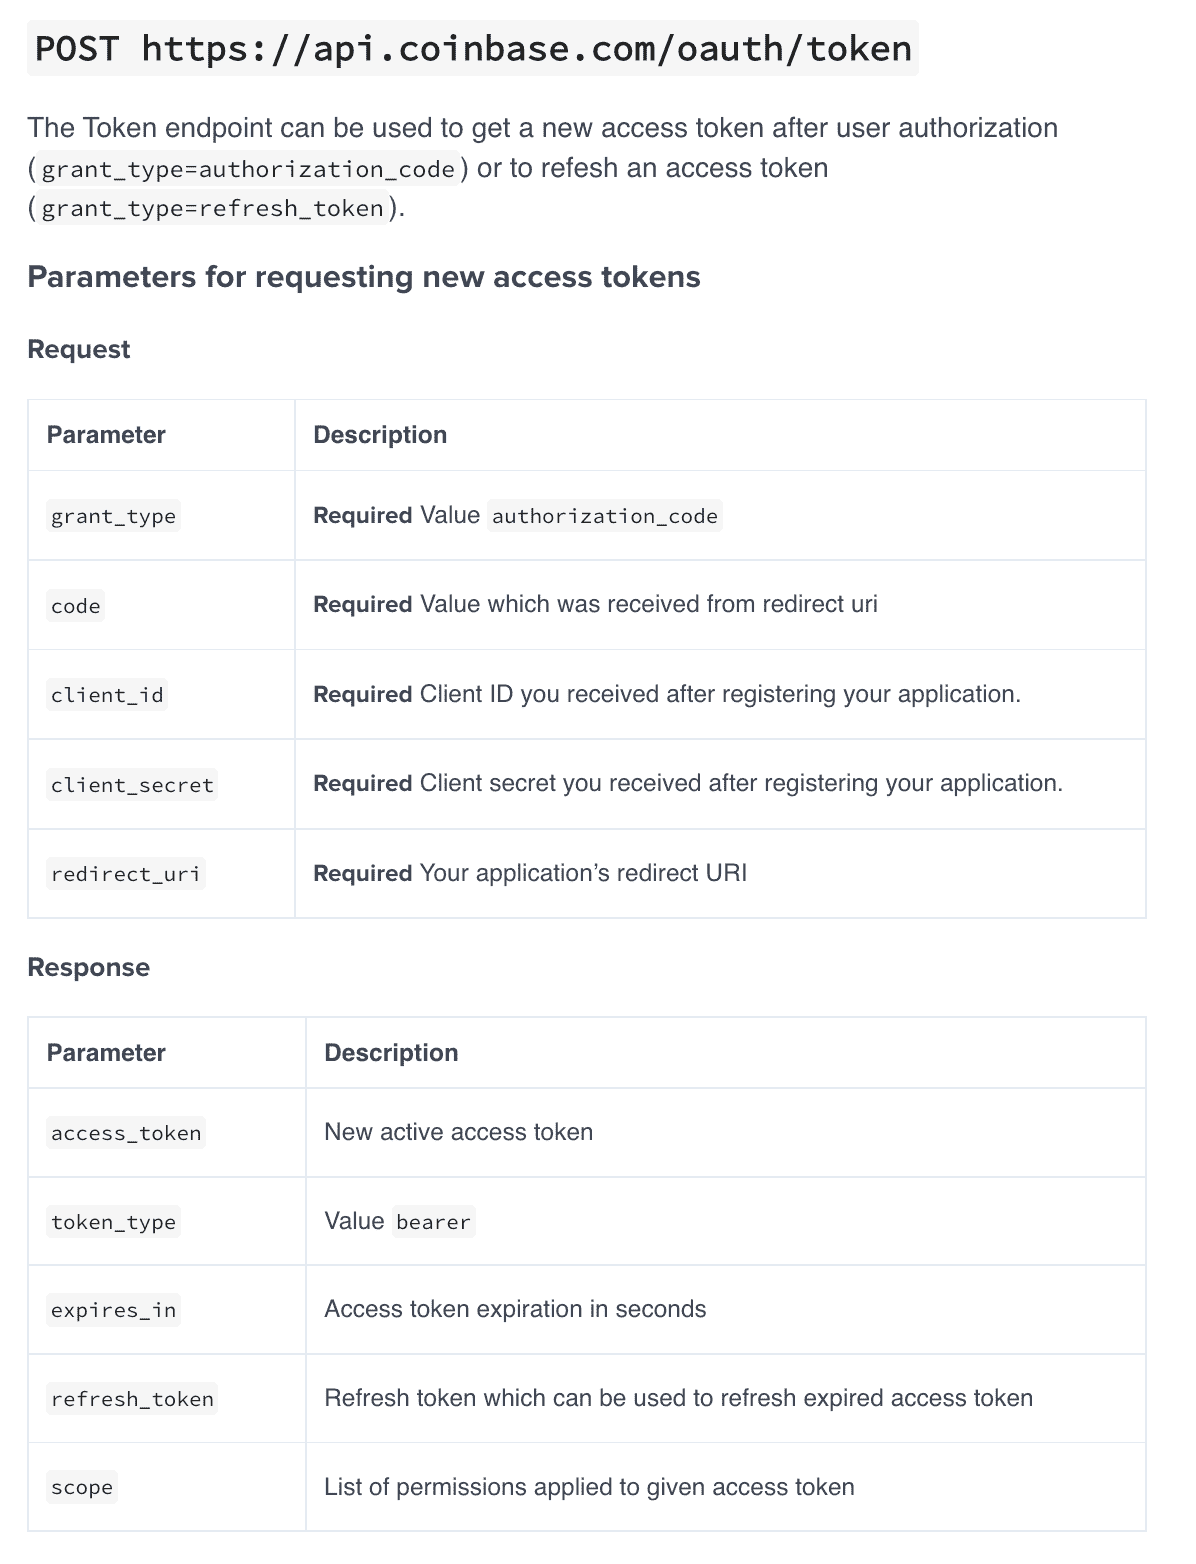 POST https://api.coinbase.com/oauth/token
The Token endpoint can be used to get a new access token after user authorization
(grant_type=authorization_code) or to refesh an access token
(grant_type=refresh_token).
Parameters for requesting new access tokens
Request
Parameter Description
grant_type Required Value authorization_code
code Required Value which was received from redirect uri
client_id Required Client ID you received after registering your application.
client_secret Required Client secret you received after registering your application.
redirect_uri Required Your application’s redirect URI
Response
Parameter Description
access_token New active access token
token_type Value bearer
expires_in Access token expiration in seconds
refresh_token Refresh token which can be used to refresh expired access token
scope List of permissions applied to given access token